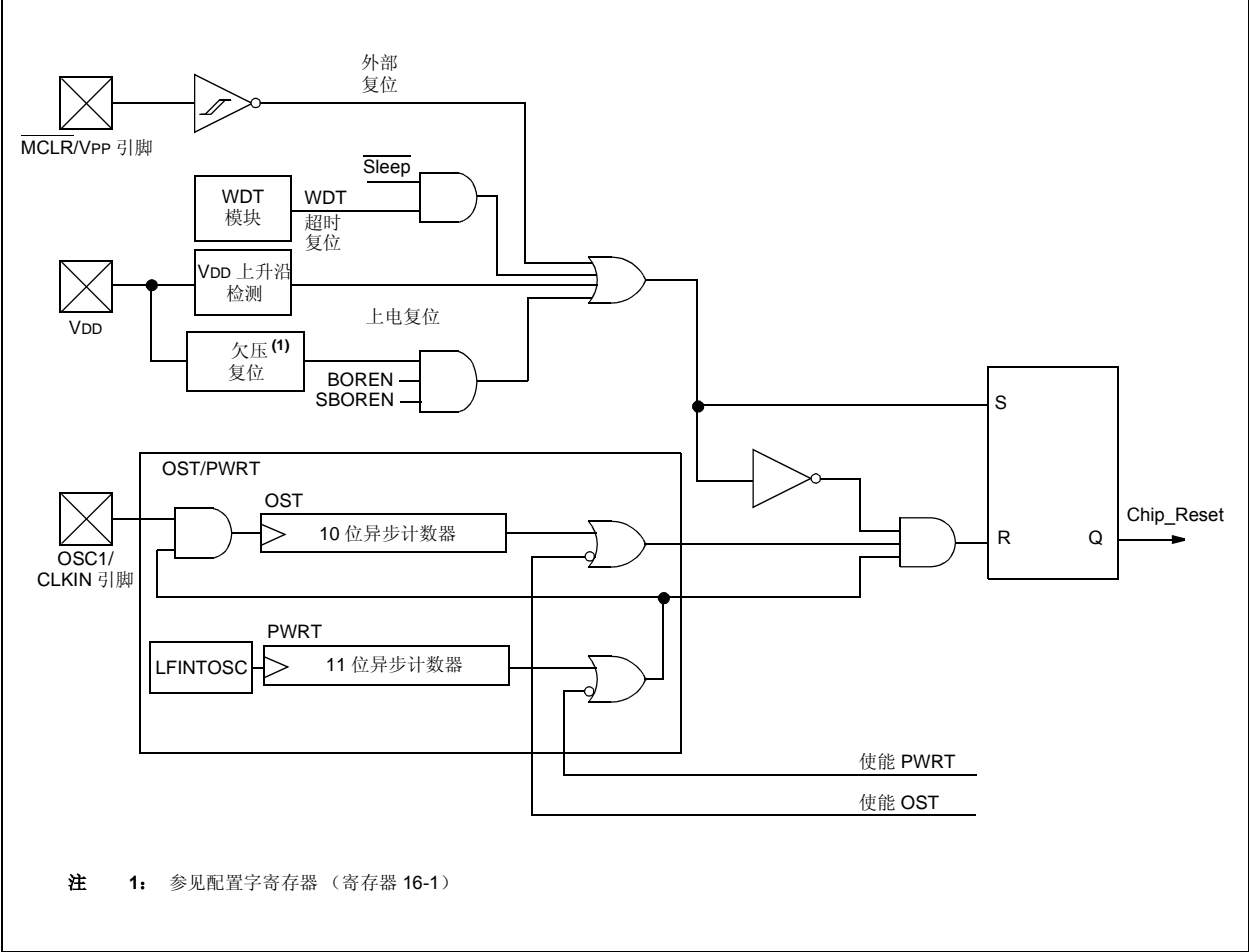 外部
复位
MCLR/VPP 引脚
Sleep
WDT
模块
WDT
超时
复位
VDD 上升沿
检测
VDD
上电复位
欠压 (1)
复位
BOREN
SBOREN
S
OST/PWRT
OST
10 位异步计数器
OSC1/
CLKIN 引脚
R
Q
Chip_Reset
PWRT
LFINTOSC
11 位异步计数器
使能 PWRT
使能 OST
注 1: 参见配置字寄存器 (寄存器 16-1)